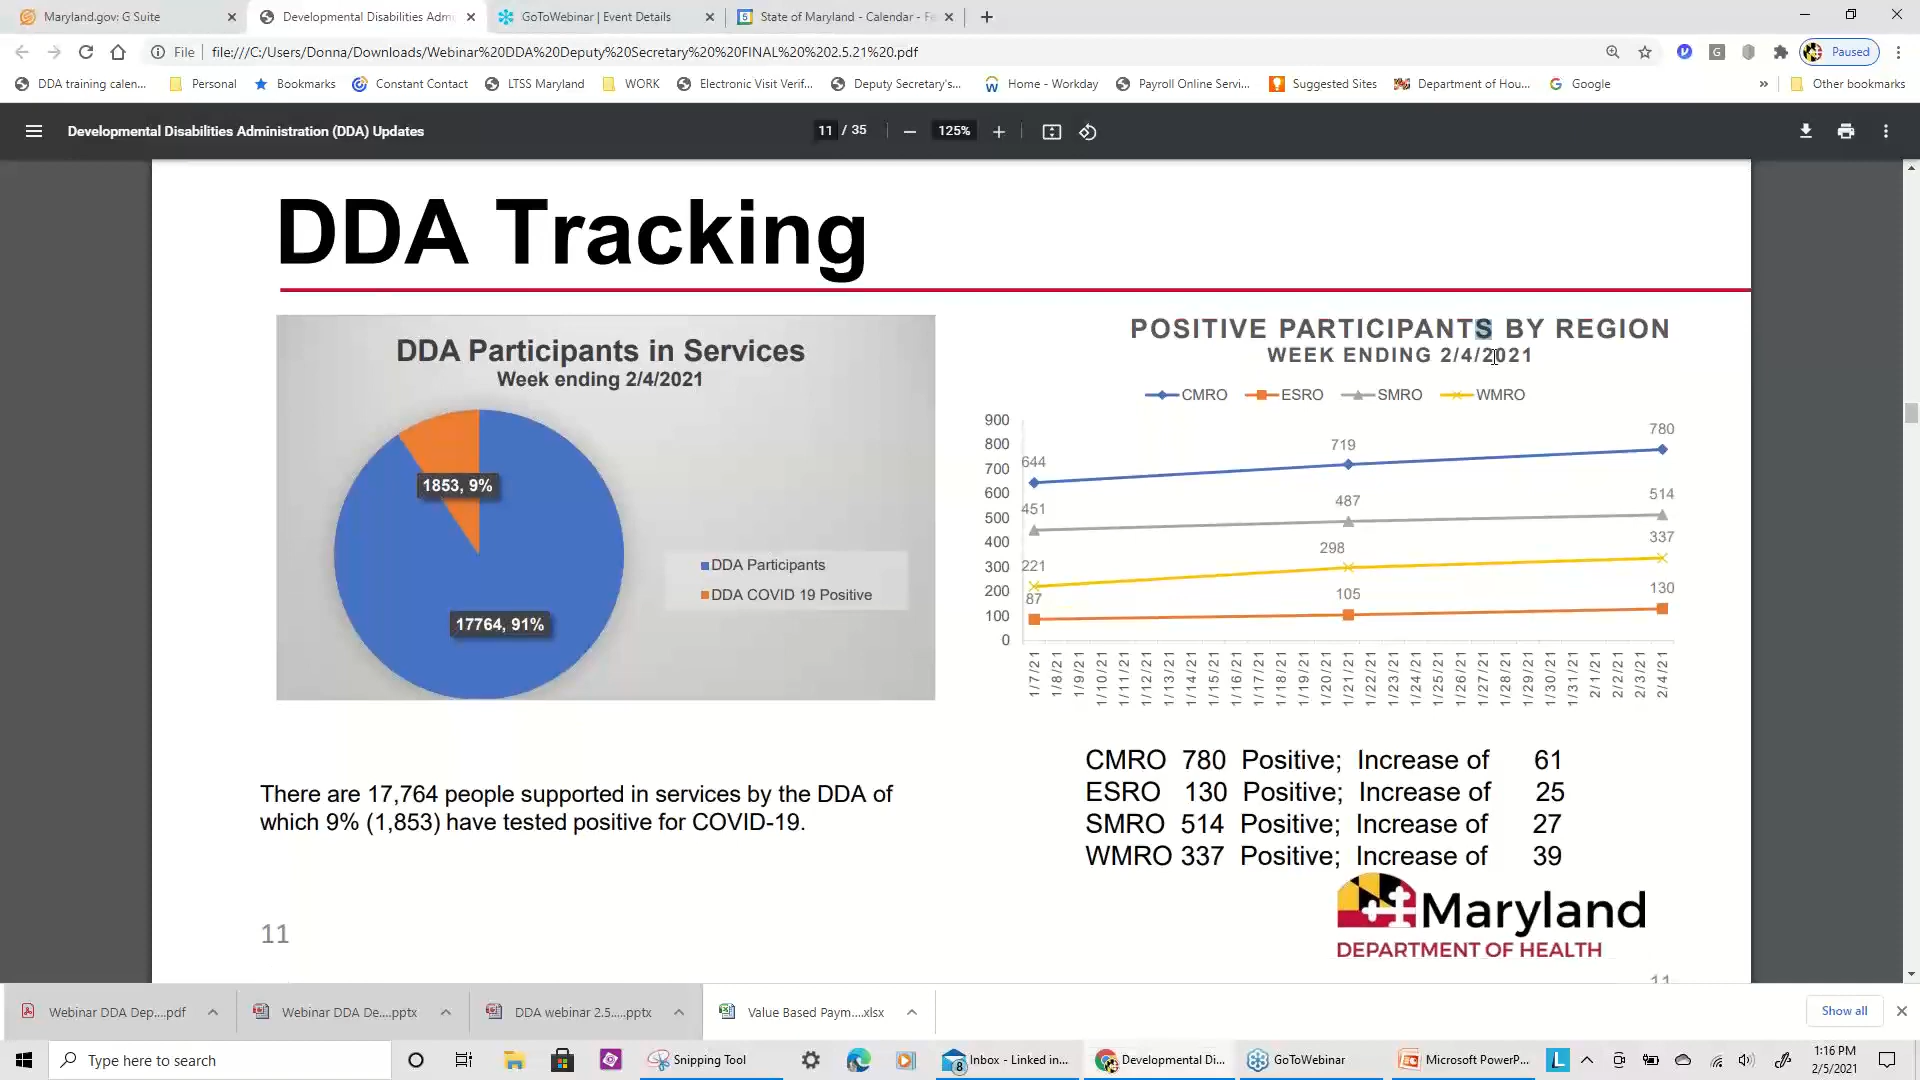 Maryland.gov: G Suite
Developmental Disabilities Adm
GoToWebinar | Event Details
State of Maryland - Calendar - F
File file:///C:/Users/Donna/Downloads/Webinar%20DDA%20Deputy%20Secretary%20%20FINAL%20%202.5.21%20.pdf
Paused
DDA training calen... Personal Bookmarks Constant Contact LTSS Maryland WORK Electronic Visit Verif... Deputy Secretary's... Home - Workday Payroll Online Servi... Suggested Sites Department of Hou... Google » Other bookmarks
Developmental Disabilities Administration (DDA) Updates
11 / 35
125%
DDA Tracking
DDA Participants in Services
Week ending 2/4/2021
1853, 9%
17764, 91%
DDA Participants
DDA COVID 19 Positive
POSITIVE PARTICIPANTS BY REGION
WEEK ENDING 2/4/2021
CMRO ESRO SMRO WMRO
900
800
700
600
500
400
300
200
100
0
644 719 780
451 487 514
221 298 337
87 105 130
1/7/21 1/8/21 1/9/21 1/10/21 1/11/21 1/12/21 1/13/21 1/14/21 1/15/21 1/16/21 1/17/21 1/18/21 1/19/21 1/20/21 1/21/21 1/22/21 1/23/21 1/24/21 1/25/21 1/26/21 1/27/21 1/28/21 1/29/21 1/30/21 1/31/21 2/1/21 2/2/21 2/3/21 2/4/21
There are 17,764 people supported in services by the DDA of
which 9% (1,853) have tested positive for COVID-19.
CMRO 780 Positive; Increase of 61
ESRO 130 Positive; Increase of 25
SMRO 514 Positive; Increase of 27
WMRO 337 Positive; Increase of 39
Maryland
DEPARTMENT OF HEALTH
11
11
Webinar DDA Dep....pdf
Webinar DDA De....pptx
DDA webinar 2.5.....pptx
Value Based Paym....xlsx
Show all
Type here to search
Snipping Tool
8
Inbox - Linked in...
Developmental Di...
GoToWebinar
Microsoft PowerP...
L
1:16 PM
2/5/2021